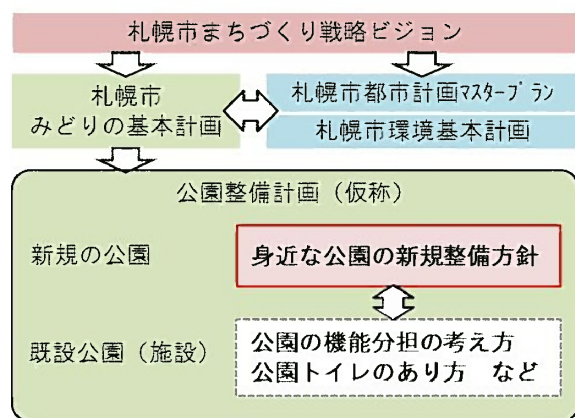 札幌市まちづくり戦略ビジョン
札幌市
みどりの基本計画
札幌市都市計画ﾏｽﾀｰﾌﾟﾗﾝ
札幌市環境基本計画
公園整備計画（仮称）
新規の公園
身近な公園の新規整備方針
既設公園（施設）
公園の機能分担の考え方
公園トイレのあり方　など